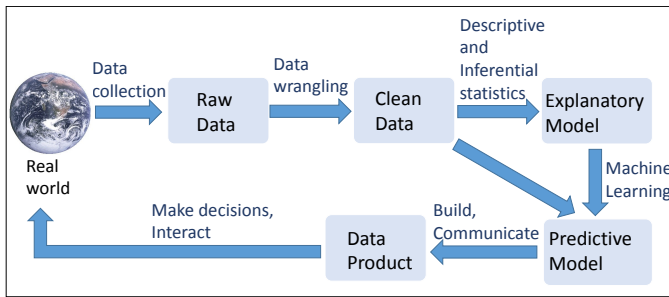 Descriptive
and
Inferential
statistics
Data
collection
Data
wrangling
Raw
Data
Clean
Data
Explanatory
Model
Real
world
Machine
Learning
Make decisions,
Interact
Build,
Communicate
Data
Product
Predictive
Model